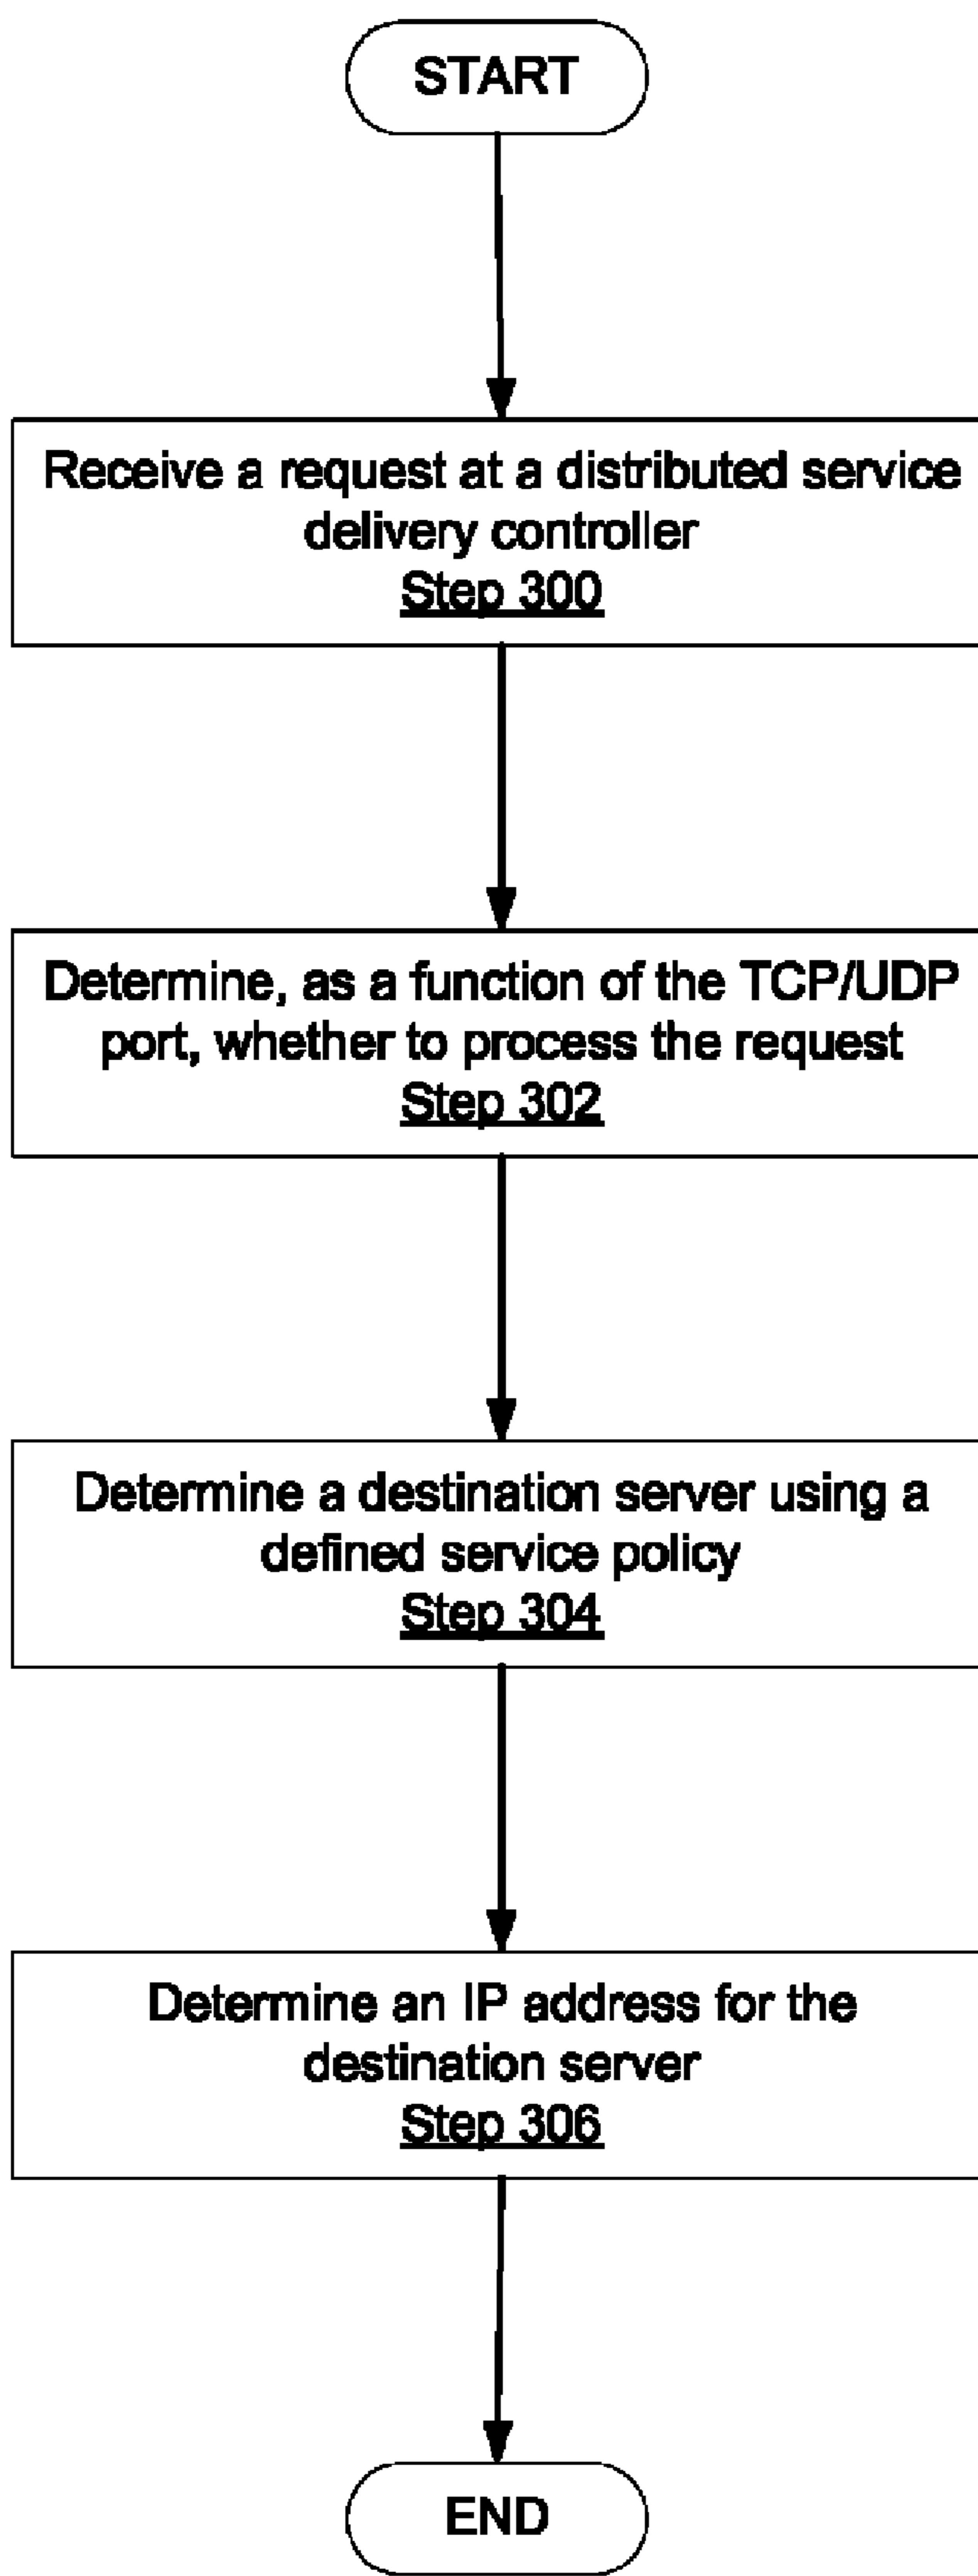 START
Receive a request at a distributed service
delivery controller
Step 300
Determine, as a function of the TCP/UDP
port, whether to process the request
Step 302
Determine a destination server using a
defined service policy
Step 304
Determine an IP address for the
destination server
Step 306
END